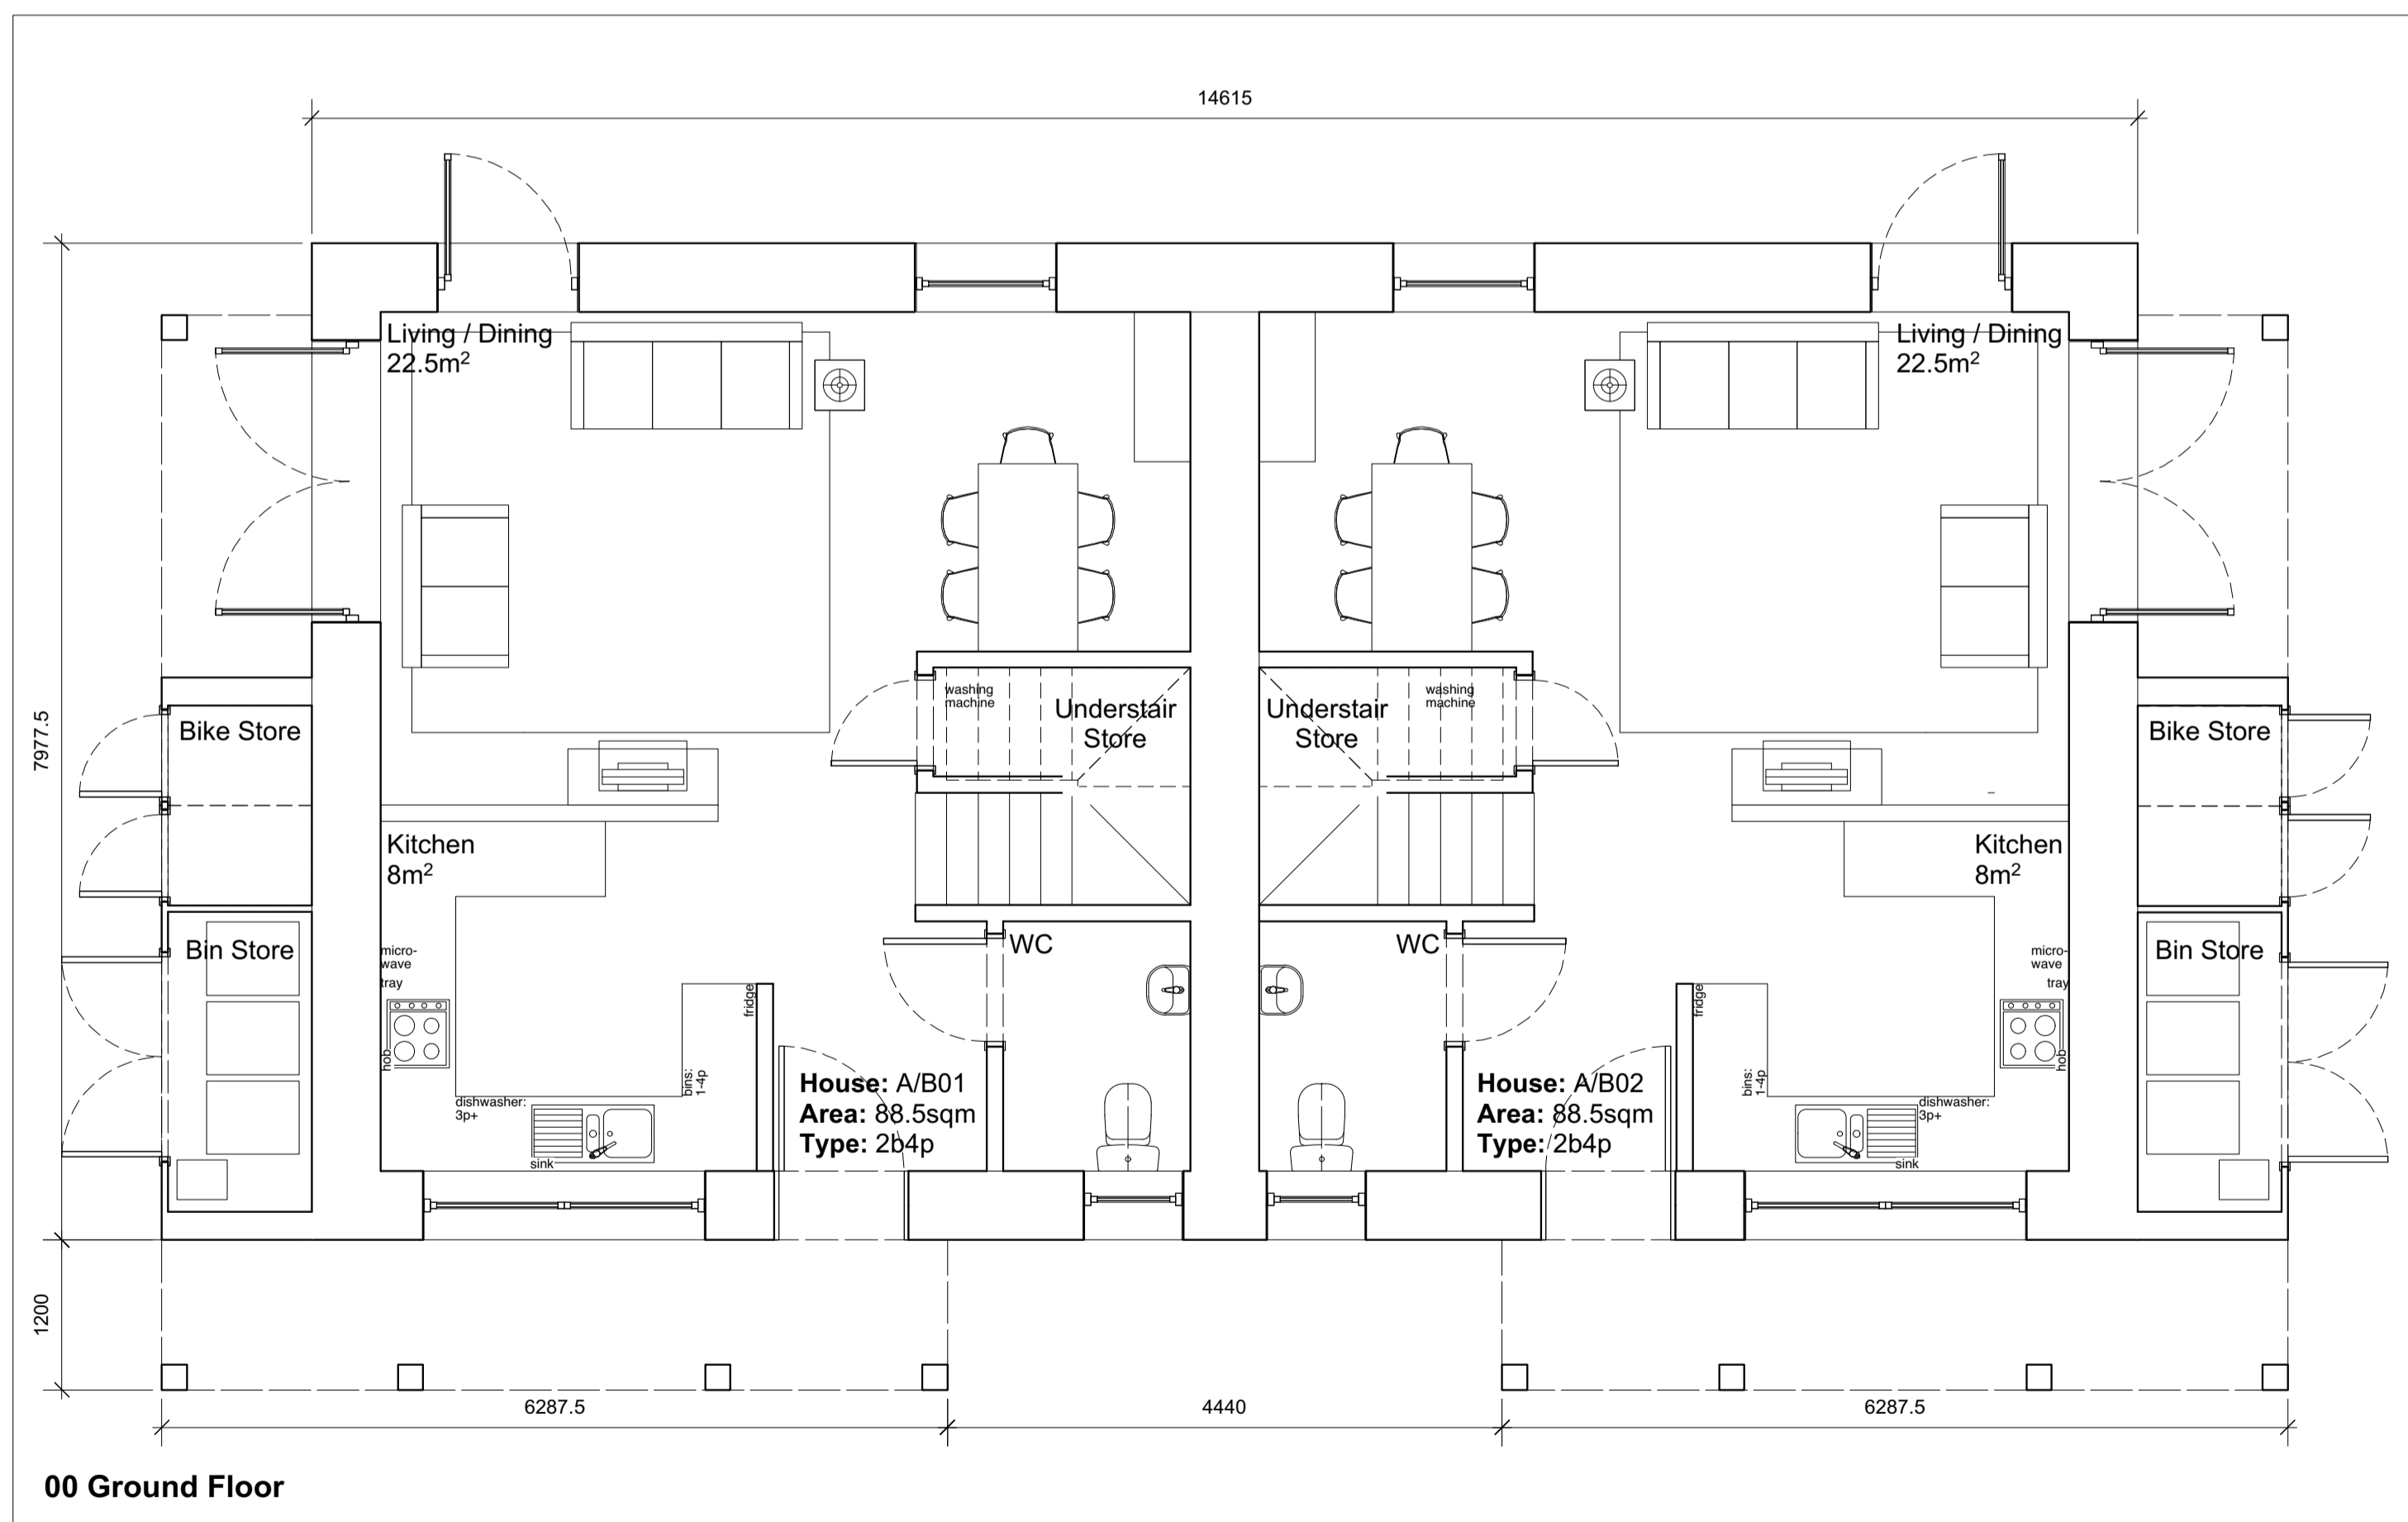 14615
Living / Dining
22.5m²
Living / Dining
22.5m²
washing
machine
Understair
Store
Understair
Store
washing
machine
Bike Store
Bike Store
7977.5
Kitchen
8m²
Kitchen
8m²
Bin Store
micro-
wave
tray
WC
WC
micro-
wave
tray
Bin Store
fridge
fridge
hob
hob
bins:
1-4p
bins:
1-4p
House: A/B01
Area: 88.5sqm
Type: 2b4p
House: A/B02
Area: 88.5sqm
Type: 2b4p
dishwasher:
3p+
dishwasher:
3p+
sink
sink
1200
6287.5
4440
6287.5
00 Ground Floor